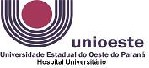 unioeste
Universidade Estadual do Oeste do Paraná
Hospital Universitário